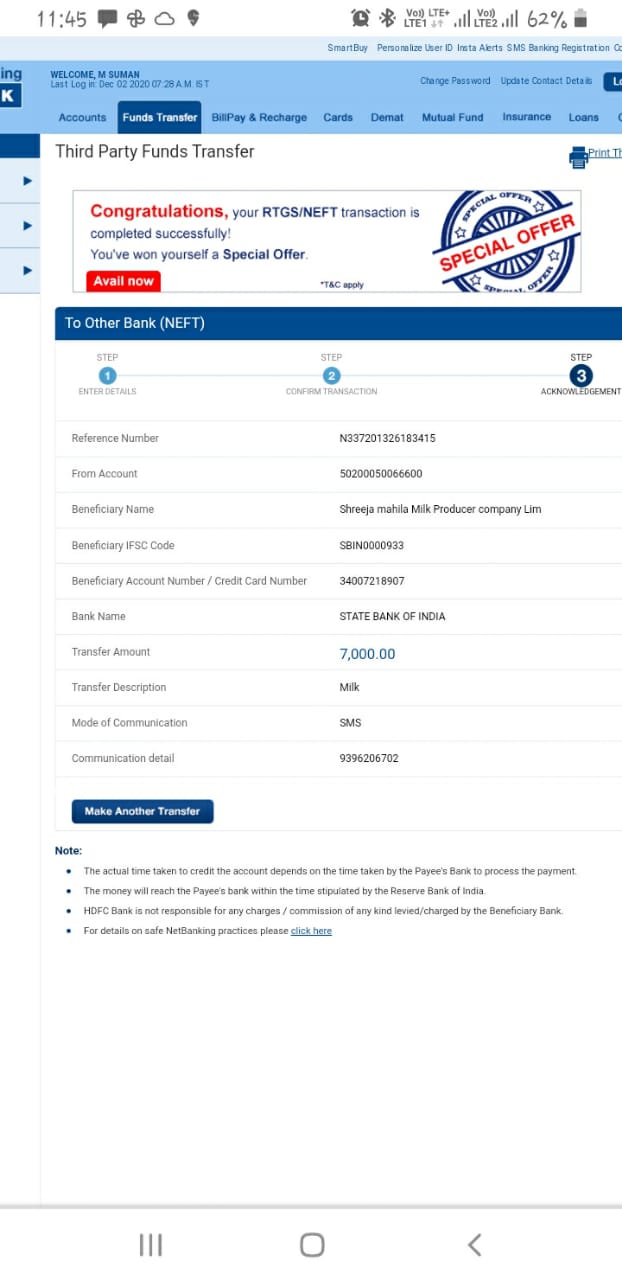 11:45
Vo) LTE+ Vo)
LTE1 LTE2 62%
SmartBuy Personalize User ID Insta Alerts SMS Banking Registration Co
ing
K
WELCOME, M SUMAN
Last Log in: Dec 02 2020 07:28 A.M. IST
Change Password Update Contact Details Lo
Accounts Funds Transfer BillPay & Recharge Cards Demat Mutual Fund Insurance Loans
Third Party Funds Transfer
Print Th
Congratulations, your RTGS/NEFT transaction is
completed successfully!
You've won yourself a Special Offer.
Avail now
*T&C apply
SPECIAL OFFER
SPECIAL OFFER
SPECIAL OFFER
To Other Bank (NEFT)
STEP STEP STEP
1 2 3
ENTER DETAILS CONFIRM TRANSACTION ACKNOWLEDGEMENT
Reference Number N337201326183415
From Account 50200050066600
Beneficiary Name Shreeja mahila Milk Producer company Lim
Beneficiary IFSC Code SBIN0000933
Beneficiary Account Number / Credit Card Number 34007218907
Bank Name STATE BANK OF INDIA
Transfer Amount 7,000.00
Transfer Description Milk
Mode of Communication SMS
Communication detail 9396206702
Make Another Transfer
Note:
The actual time taken to credit the account depends on the time taken by the Payee's Bank to process the payment.
The money will reach the Payee's bank within the time stipulated by the Reserve Bank of India.
HDFC Bank is not responsible for any charges / commission of any kind levied/charged by the Beneficiary Bank.
For details on safe NetBanking practices please click here